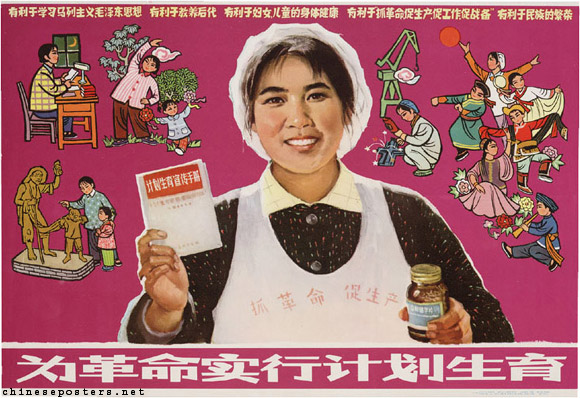 有利于学习马列主义毛泽东思想 有利于教养后代 有利于妇女儿童的身体健康 有利于抓革命促生产促工作促战备 有利于民族的繁荣
计划生育宣传手册
抓革命 促生产
为革命实行计划生育
chineseposters.net